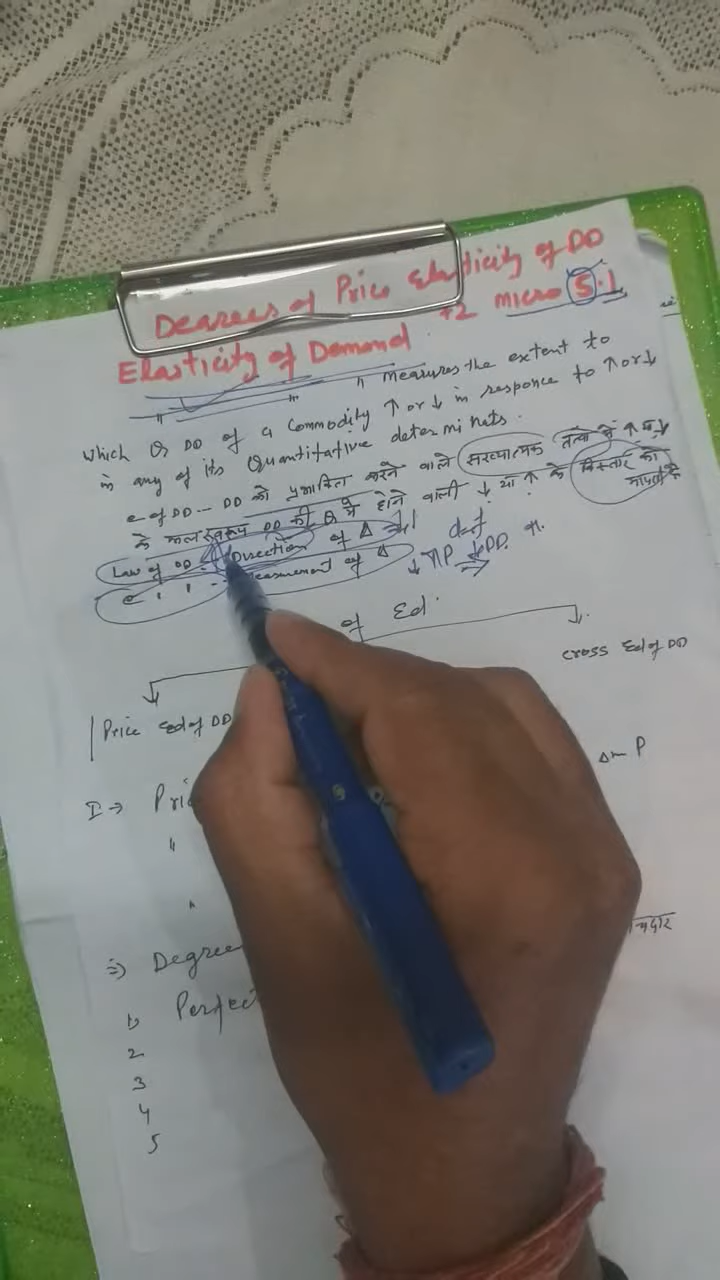 Degrees of Price Elasticity of DD
+2 micro 5.1
Elasticity of Demand
" Measures the extent to
which Q DD of a Commodity ↑ or ↓ in responce to ↑ or ↓
in any of its Quantitative determinets.
e of DD -- DD को प्रभावित करने वाले संख्यात्मक तत्वों में ↑ या ↓
के फलस्वरूप DD की Q में होने वाली ↓ या ↑ के विस्तार को
मापती है
Law of DD - Direction of Δ
↓ ↑P ↓DD
e " " - Measurement of Δ
of Ed.
Price Ed of DD
cross Ed of DD
I ⇒ Pri
Δ in P
"
"
⇒ Degree
1) Perfec
2
3
4
5